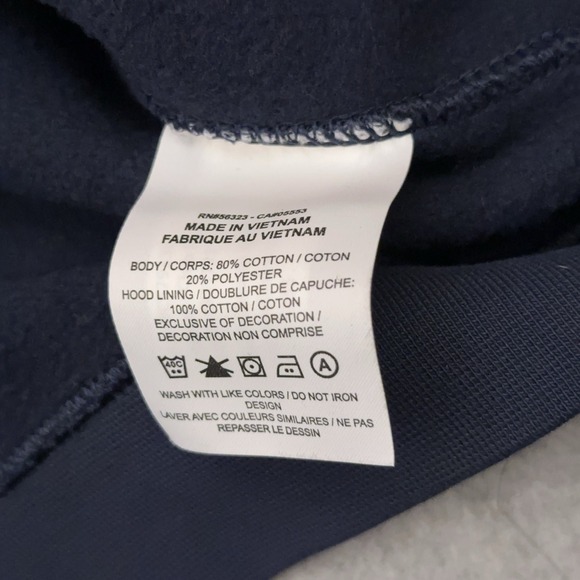 RN#56323 - CA#05553
MADE IN VIETNAM
FABRIQUE AU VIETNAM
BODY / CORPS: 80% COTTON / COTON
20% POLYESTER
HOOD LINING / DOUBLURE DE CAPUCHE:
100% COTTON / COTON
EXCLUSIVE OF DECORATION /
DECORATION NON COMPRISE
40C A
WASH WITH LIKE COLORS / DO NOT IRON
DESIGN
LAVER AVEC COULEURS SIMILAIRES / NE PAS
REPASSER LE DESSIN